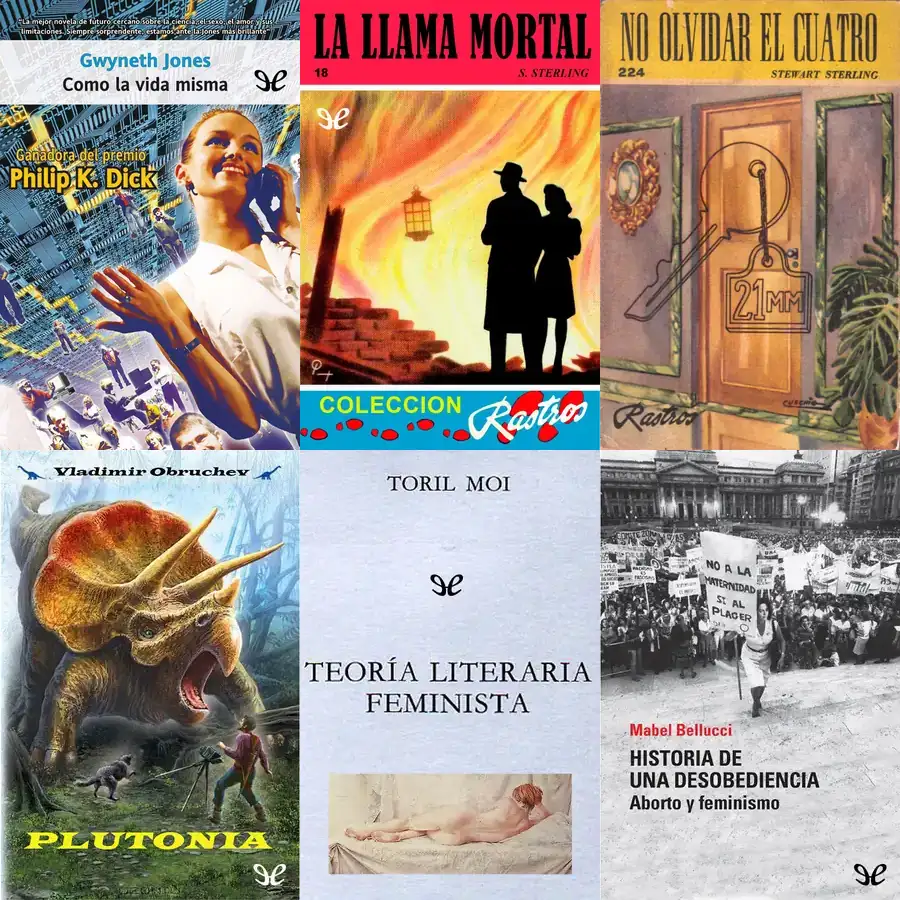 "La mejor novela de futuro cercano sobre la ciencia, el sexo, el amor y sus
limitaciones. Siempre sorprendente, estamos ante la Jones más brillante"
Gwyneth Jones
Como la vida misma
Ganadora del premio
Philip K. Dick
LA LLAMA MORTAL
18
S. STERLING
COLECCION
Rastros
NO OLVIDAR EL CUATRO
224
STEWART STERLING
21MM
Rastros
Vladimir Obruchev
PLUTONIA
TORIL MOI
TEORÍA LITERARIA
FEMINISTA
NO A LA
MATERNIDAD
SI AL
PLACER
Mabel Bellucci
HISTORIA DE
UNA DESOBEDIENCIA
Aborto y feminismo